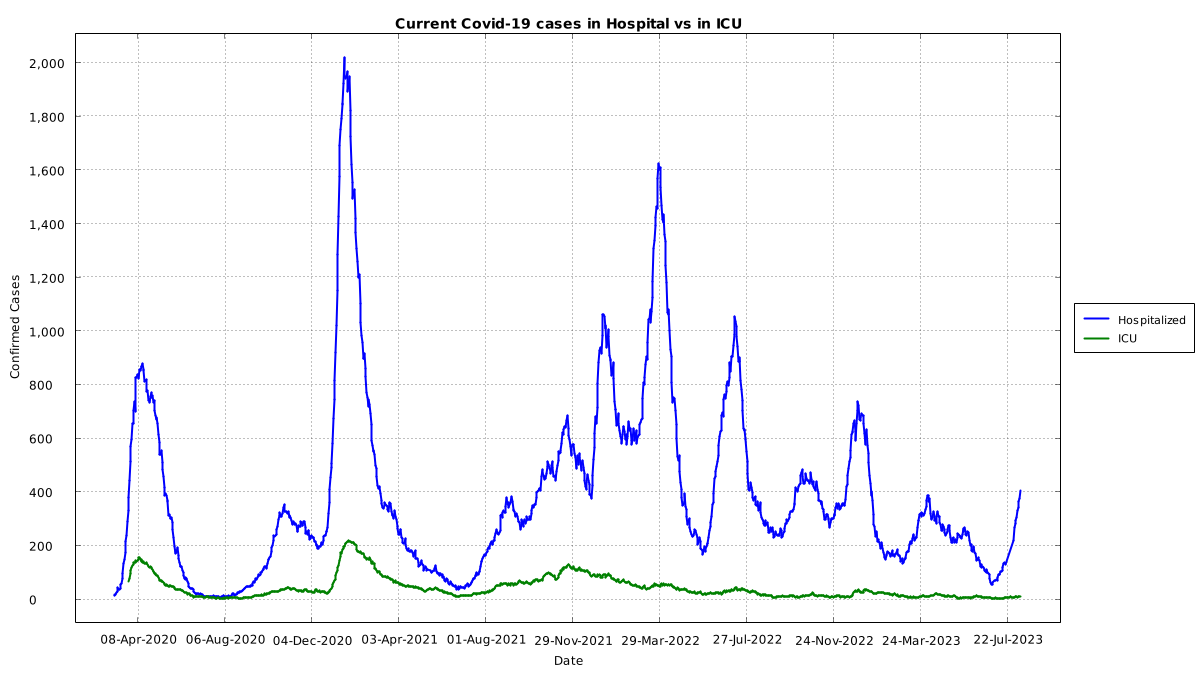 Current Covid-19 cases in Hospital vs in ICU
Confirmed Cases
2,000
1,800
1,600
1,400
1,200
1,000
800
600
400
200
0
08-Apr-2020 06-Aug-2020 04-Dec-2020 03-Apr-2021 01-Aug-2021 29-Nov-2021 29-Mar-2022 27-Jul-2022 24-Nov-2022 24-Mar-2023 22-Jul-2023
Date
Hospitalized
ICU